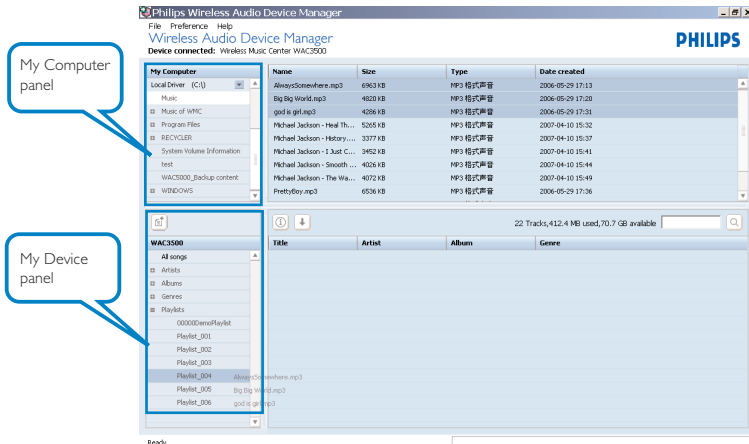 Philips Wireless Audio Device Manager
File Preference Help
Wireless Audio Device Manager
Device connected: Wireless Music Center WAC3500
PHILIPS
My Computer panel
My Computer
Local Driver (C:\)
Music
Music of WMC
Program Files
RECYCLER
System Volume Information
test
WAC5000_Backup content
WINDOWS
Name Size Type Date created
AlwaysSomewhere.mp3 6963 KB MP3 格式声音 2006-05-29 17:13
Big Big World.mp3 4820 KB MP3 格式声音 2006-05-29 17:20
god is girl.mp3 4286 KB MP3 格式声音 2006-05-29 17:31
Michael Jackson - Heal Th... 5265 KB MP3 格式声音 2007-04-10 15:32
Michael Jackson - History.... 3377 KB MP3 格式声音 2007-04-10 15:37
Michael Jackson - I Just C... 3452 KB MP3 格式声音 2007-04-10 15:41
Michael Jackson - Smooth ... 4026 KB MP3 格式声音 2007-04-10 15:44
Michael Jackson - The Wa... 4072 KB MP3 格式声音 2007-04-10 15:49
PrettyBoy.mp3 6536 KB MP3 格式声音 2006-05-29 17:36
22 Tracks,412.4 MB used,70.7 GB available
My Device panel
WAC3500
All songs
Artists
Albums
Genres
Playlists
00000DemoPlaylist
Playlist_001
Playlist_002
Playlist_003
Playlist_004 AlwaysSomewhere.mp3
Playlist_005 Big Big World.mp3
Playlist_006 god is girl.mp3
Title Artist Album Genre
Ready